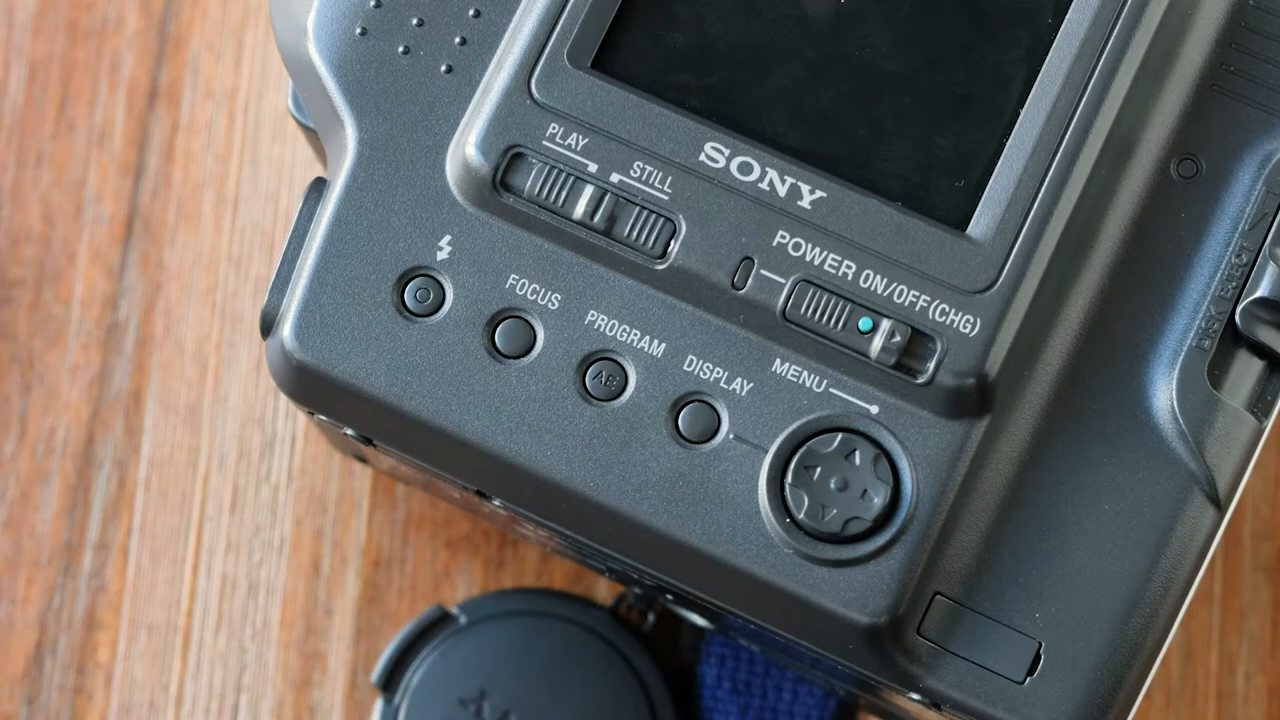 PLAY
STILL
SONY
POWER ON/OFF(CHG)
FOCUS
PROGRAM
AE
DISPLAY
MENU
DISK EJECT